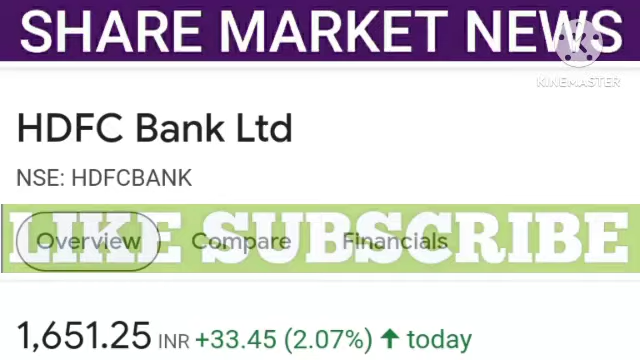 SHARE MARKET NEWS
KINEMASTER
HDFC Bank Ltd
NSE: HDFCBANK
LIKE SUBSCRIBE
Overview Compare Financials
1,651.25 INR +33.45 (2.07%) ↑ today